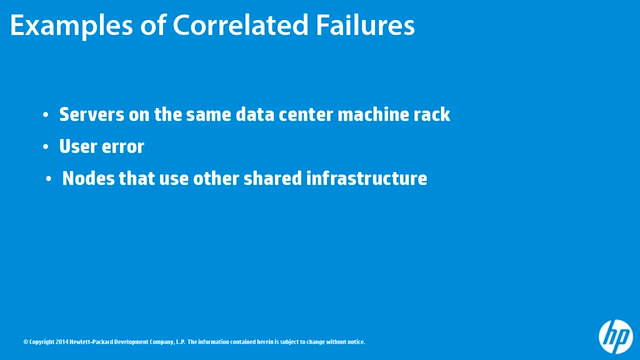 Examples of Correlated Failures
• Servers on the same data center machine rack
• User error
• Nodes that use other shared infrastructure
© Copyright 2014 Hewlett-Packard Development Company, L.P. The information contained herein is subject to change without notice.
hp